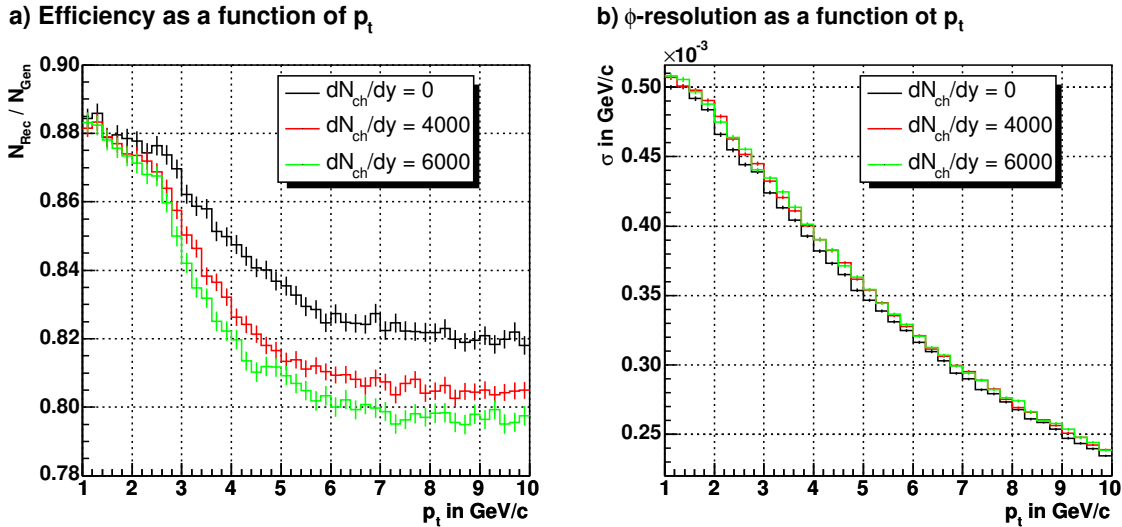 a) Efficiency as a function of pt
N_Rec / N_Gen
0.90
0.88
0.86
0.84
0.82
0.80
0.78
dN_ch/dy = 0
dN_ch/dy = 4000
dN_ch/dy = 6000
1 2 3 4 5 6 7 8 9 10
p_t in GeV/c
b) ϕ-resolution as a function ot p_t
×10^-3
σ in GeV/c
0.50
0.45
0.40
0.35
0.30
0.25
dN_ch/dy = 0
dN_ch/dy = 4000
dN_ch/dy = 6000
1 2 3 4 5 6 7 8 9 10
p_t in GeV/c